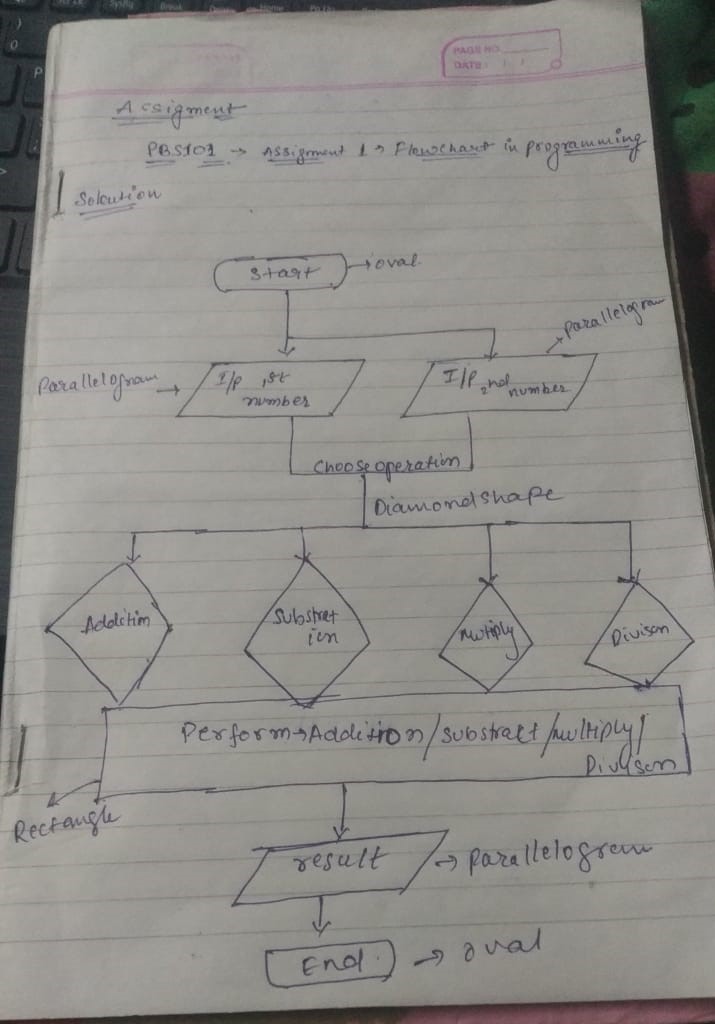 PAGE NO.
DATE: / /
Assigment
PBS101 → Assignment 1 → Flowchart in programming
Solution
Start → oval
Parallelogram
Parallelogram → I/P 1st number
I/P 2nd number
Choose operation
Diamond shape
Addition
Substrat ion
Multiply
Divison
Perform → Addition / substract / multiply /
Divison
Rectangle
result → parallelogram
End. → oval